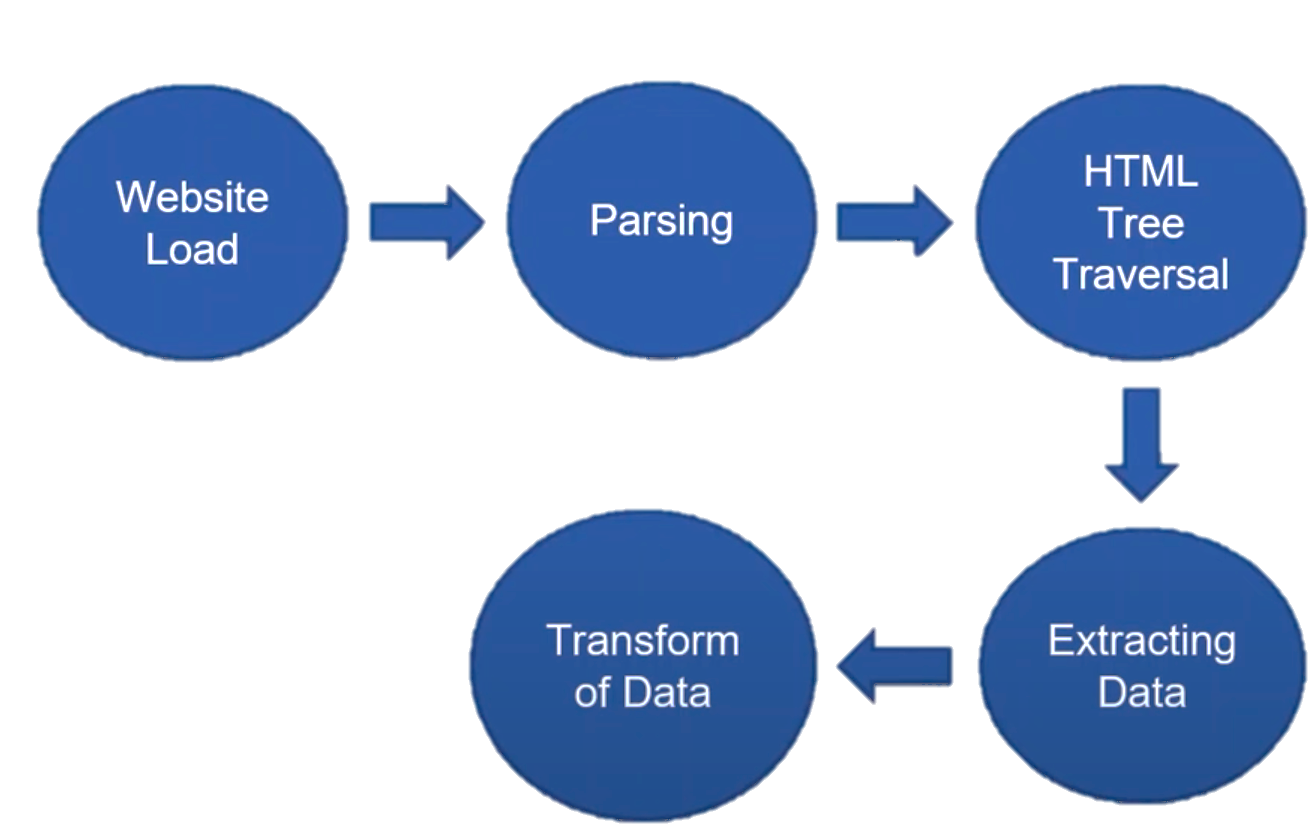 Website
Load
Parsing
HTML
Tree
Traversal
Extracting
Data
Transform
of Data